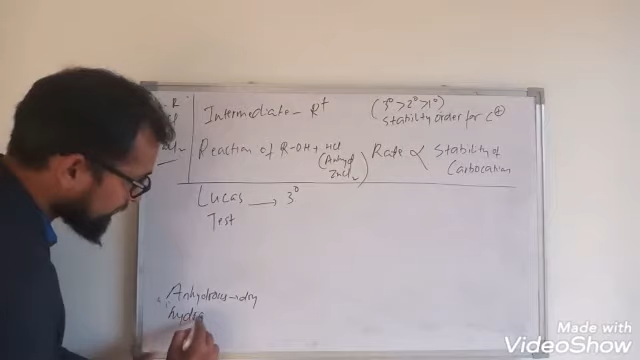 R
Intermediate - R⁺ (3° > 2° > 1°)
stability order for C⁺
Reaction of R-OH + HCl
(Anhyd
ZnCl₂)
Rate ∝ Stability of
Carbocation
Lucas → 3°
Test
Anhydrous → dry
hydra
Made with
VideoShow